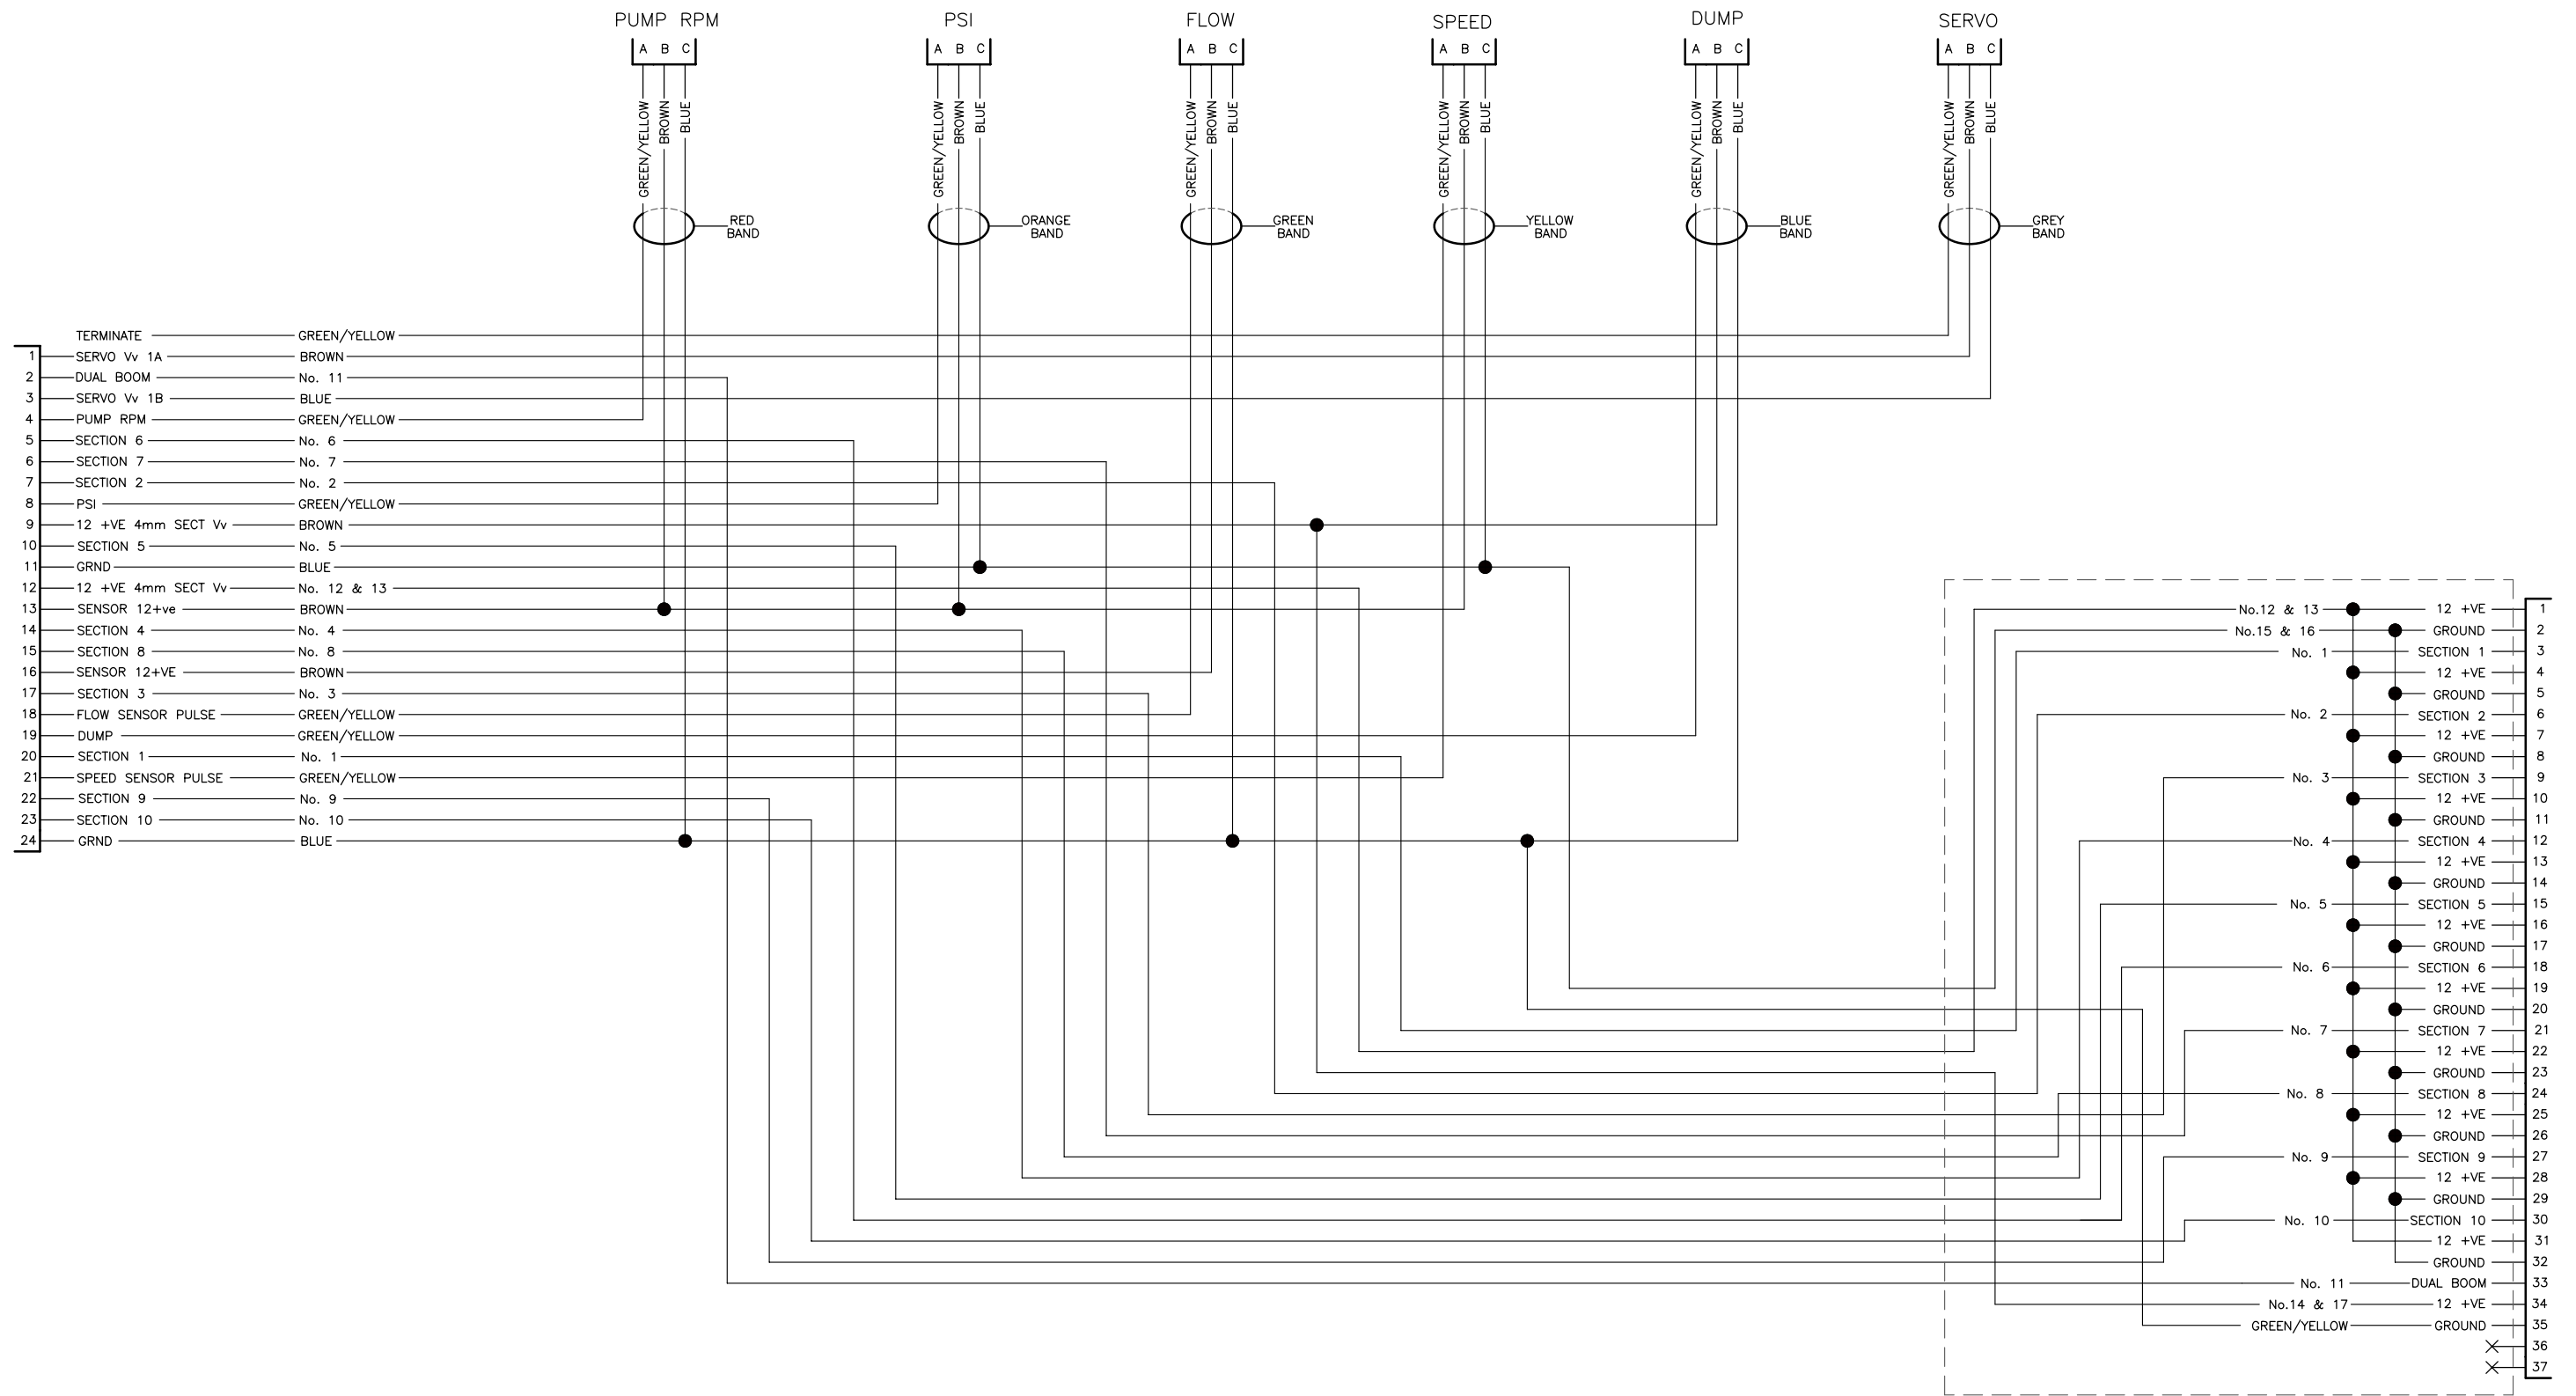 PUMP RPM PSI FLOW SPEED DUMP SERVO
A B C A B C A B C A B C A B C A B C
GREEN/YELLOW BROWN BLUE GREEN/YELLOW BROWN BLUE GREEN/YELLOW BROWN BLUE GREEN/YELLOW BROWN BLUE GREEN/YELLOW BROWN BLUE GREEN/YELLOW BROWN BLUE
RED BAND
ORANGE BAND
GREEN BAND
YELLOW BAND
BLUE BAND
GREY BAND
TERMINATE GREEN/YELLOW
1 SERVO Vv 1A BROWN
2 DUAL BOOM No. 11
3 SERVO Vv 1B BLUE
4 PUMP RPM GREEN/YELLOW
5 SECTION 6 No. 6
6 SECTION 7 No. 7
7 SECTION 2 No. 2
8 PSI GREEN/YELLOW
9 12 +VE 4mm SECT Vv BROWN
10 SECTION 5 No. 5
11 GRND BLUE
12 12 +VE 4mm SECT Vv No. 12 & 13
13 SENSOR 12+ve BROWN
14 SECTION 4 No. 4
15 SECTION 8 No. 8
16 SENSOR 12+VE BROWN
17 SECTION 3 No. 3
18 FLOW SENSOR PULSE GREEN/YELLOW
19 DUMP GREEN/YELLOW
20 SECTION 1 No. 1
21 SPEED SENSOR PULSE GREEN/YELLOW
22 SECTION 9 No. 9
23 SECTION 10 No. 10
24 GRND BLUE
No.12 & 13 12 +VE 1
No.15 & 16 GROUND 2
No. 1 SECTION 1 3
12 +VE 4
GROUND 5
No. 2 SECTION 2 6
12 +VE 7
GROUND 8
No. 3 SECTION 3 9
12 +VE 10
GROUND 11
No. 4 SECTION 4 12
12 +VE 13
GROUND 14
No. 5 SECTION 5 15
12 +VE 16
GROUND 17
No. 6 SECTION 6 18
12 +VE 19
GROUND 20
No. 7 SECTION 7 21
12 +VE 22
GROUND 23
No. 8 SECTION 8 24
12 +VE 25
GROUND 26
No. 9 SECTION 9 27
12 +VE 28
GROUND 29
No. 10 SECTION 10 30
12 +VE 31
GROUND 32
No. 11 DUAL BOOM 33
No.14 & 17 12 +VE 34
GREEN/YELLOW GROUND 35
36
37